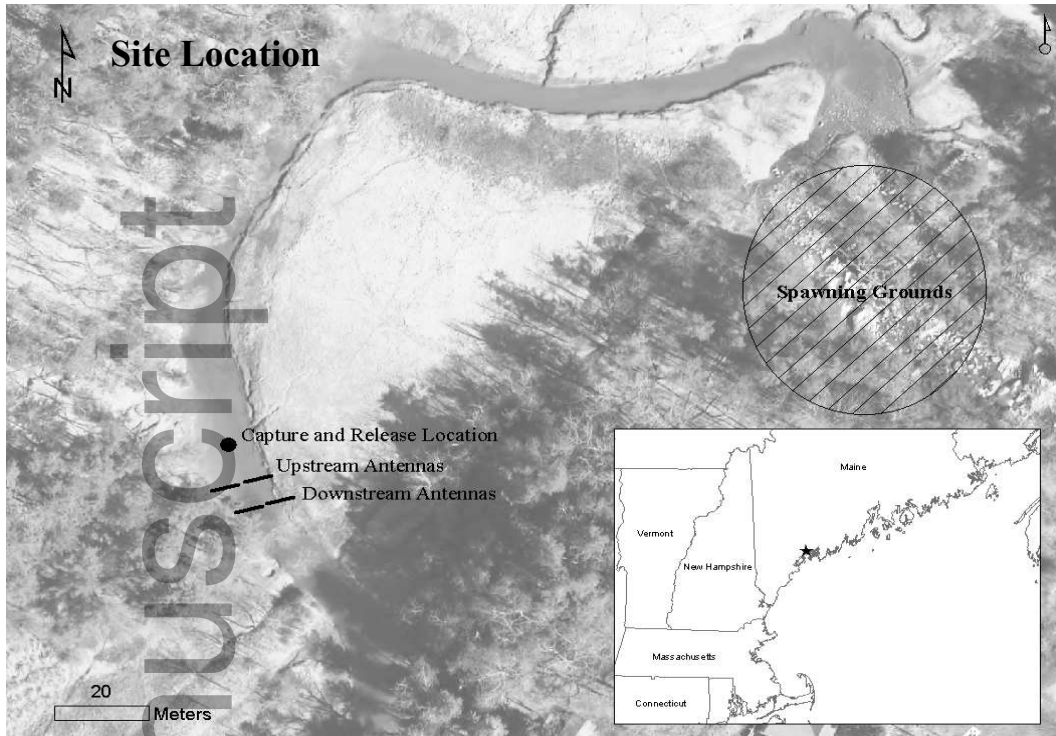 Site Location
N
Spawning Grounds
Capture and Release Location
Upstream Antennas
Downstream Antennas
Maine
Vermont
New Hampshire
Massachusetts
Connecticut
20
Meters
nuscript